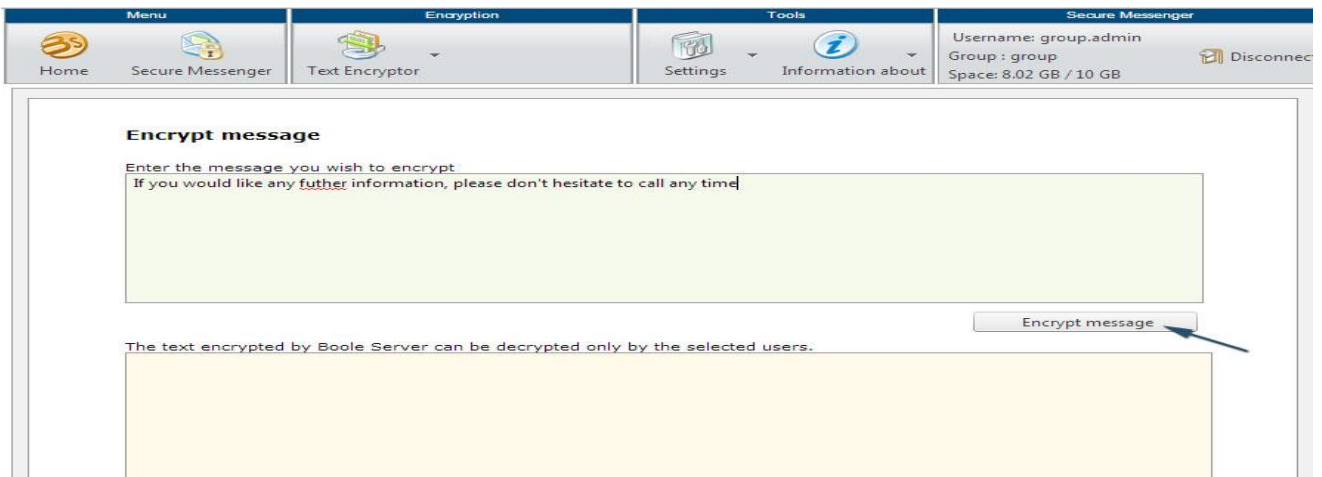 Menu Encryption Tools Secure Messenger
Username: group.admin
Group : group
Space: 8.02 GB / 10 GB
Disconnec
Home Secure Messenger Text Encryptor Settings Information about
Encrypt message
Enter the message you wish to encrypt
If you would like any futher information, please don't hesitate to call any time
Encrypt message
The text encrypted by Boole Server can be decrypted only by the selected users.